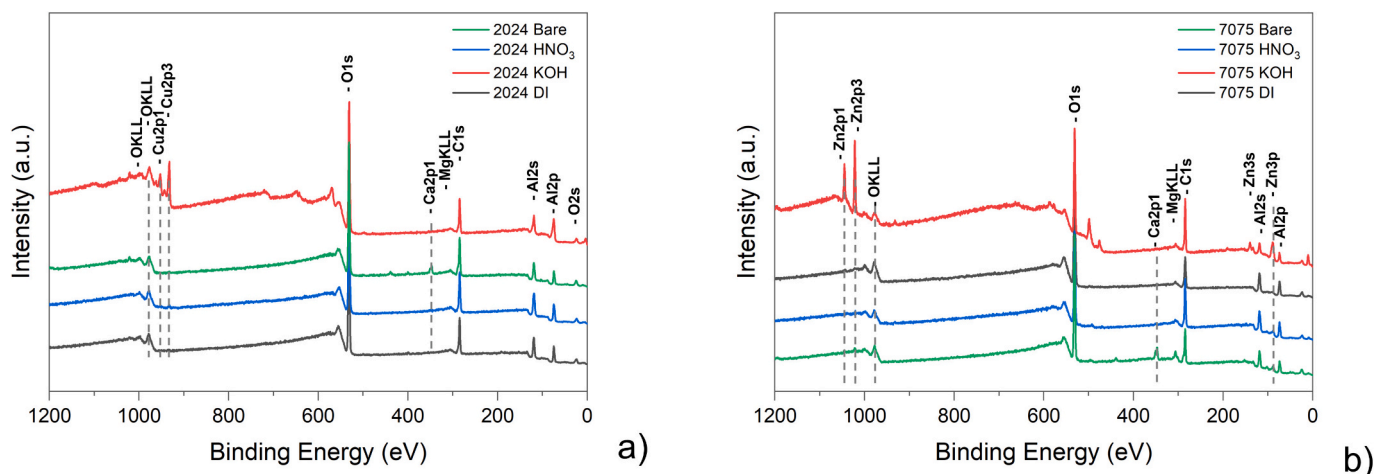 2024 Bare
2024 HNO₃
2024 KOH
2024 DI
- OKLL
- OKLL
Cu2p1
- Cu2p3
- O1s
Ca2p1
- MgKLL
- C1s
Al2s
Al2p
- O2s
Intensity (a.u.)
1200 1000 800 600 400 200 0
Binding Energy (eV)
a)
7075 Bare
7075 HNO₃
7075 KOH
7075 DI
- Zn2p1
- Zn2p3
OKLL
- O1s
Ca2p1
- MgKLL
- C1s
- Zn3s
- Al2s
- Zn3p
- Al2p
Intensity (a.u.)
1200 1000 800 600 400 200 0
Binding Energy (eV)
b)